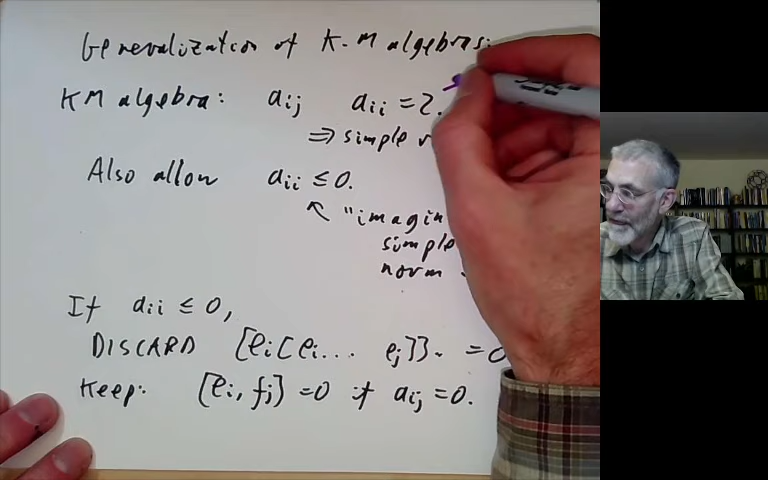 Generalization of K-M algebras:
KM algebra: aij aii = 2.
⇒ simple
Also allow aii ≤ 0.
↖ "imagin
simple
norm
If aii ≤ 0,
DISCARD [ei[ei... ej]]. = 0
Keep: [ei, fj] = 0 if aij = 0.